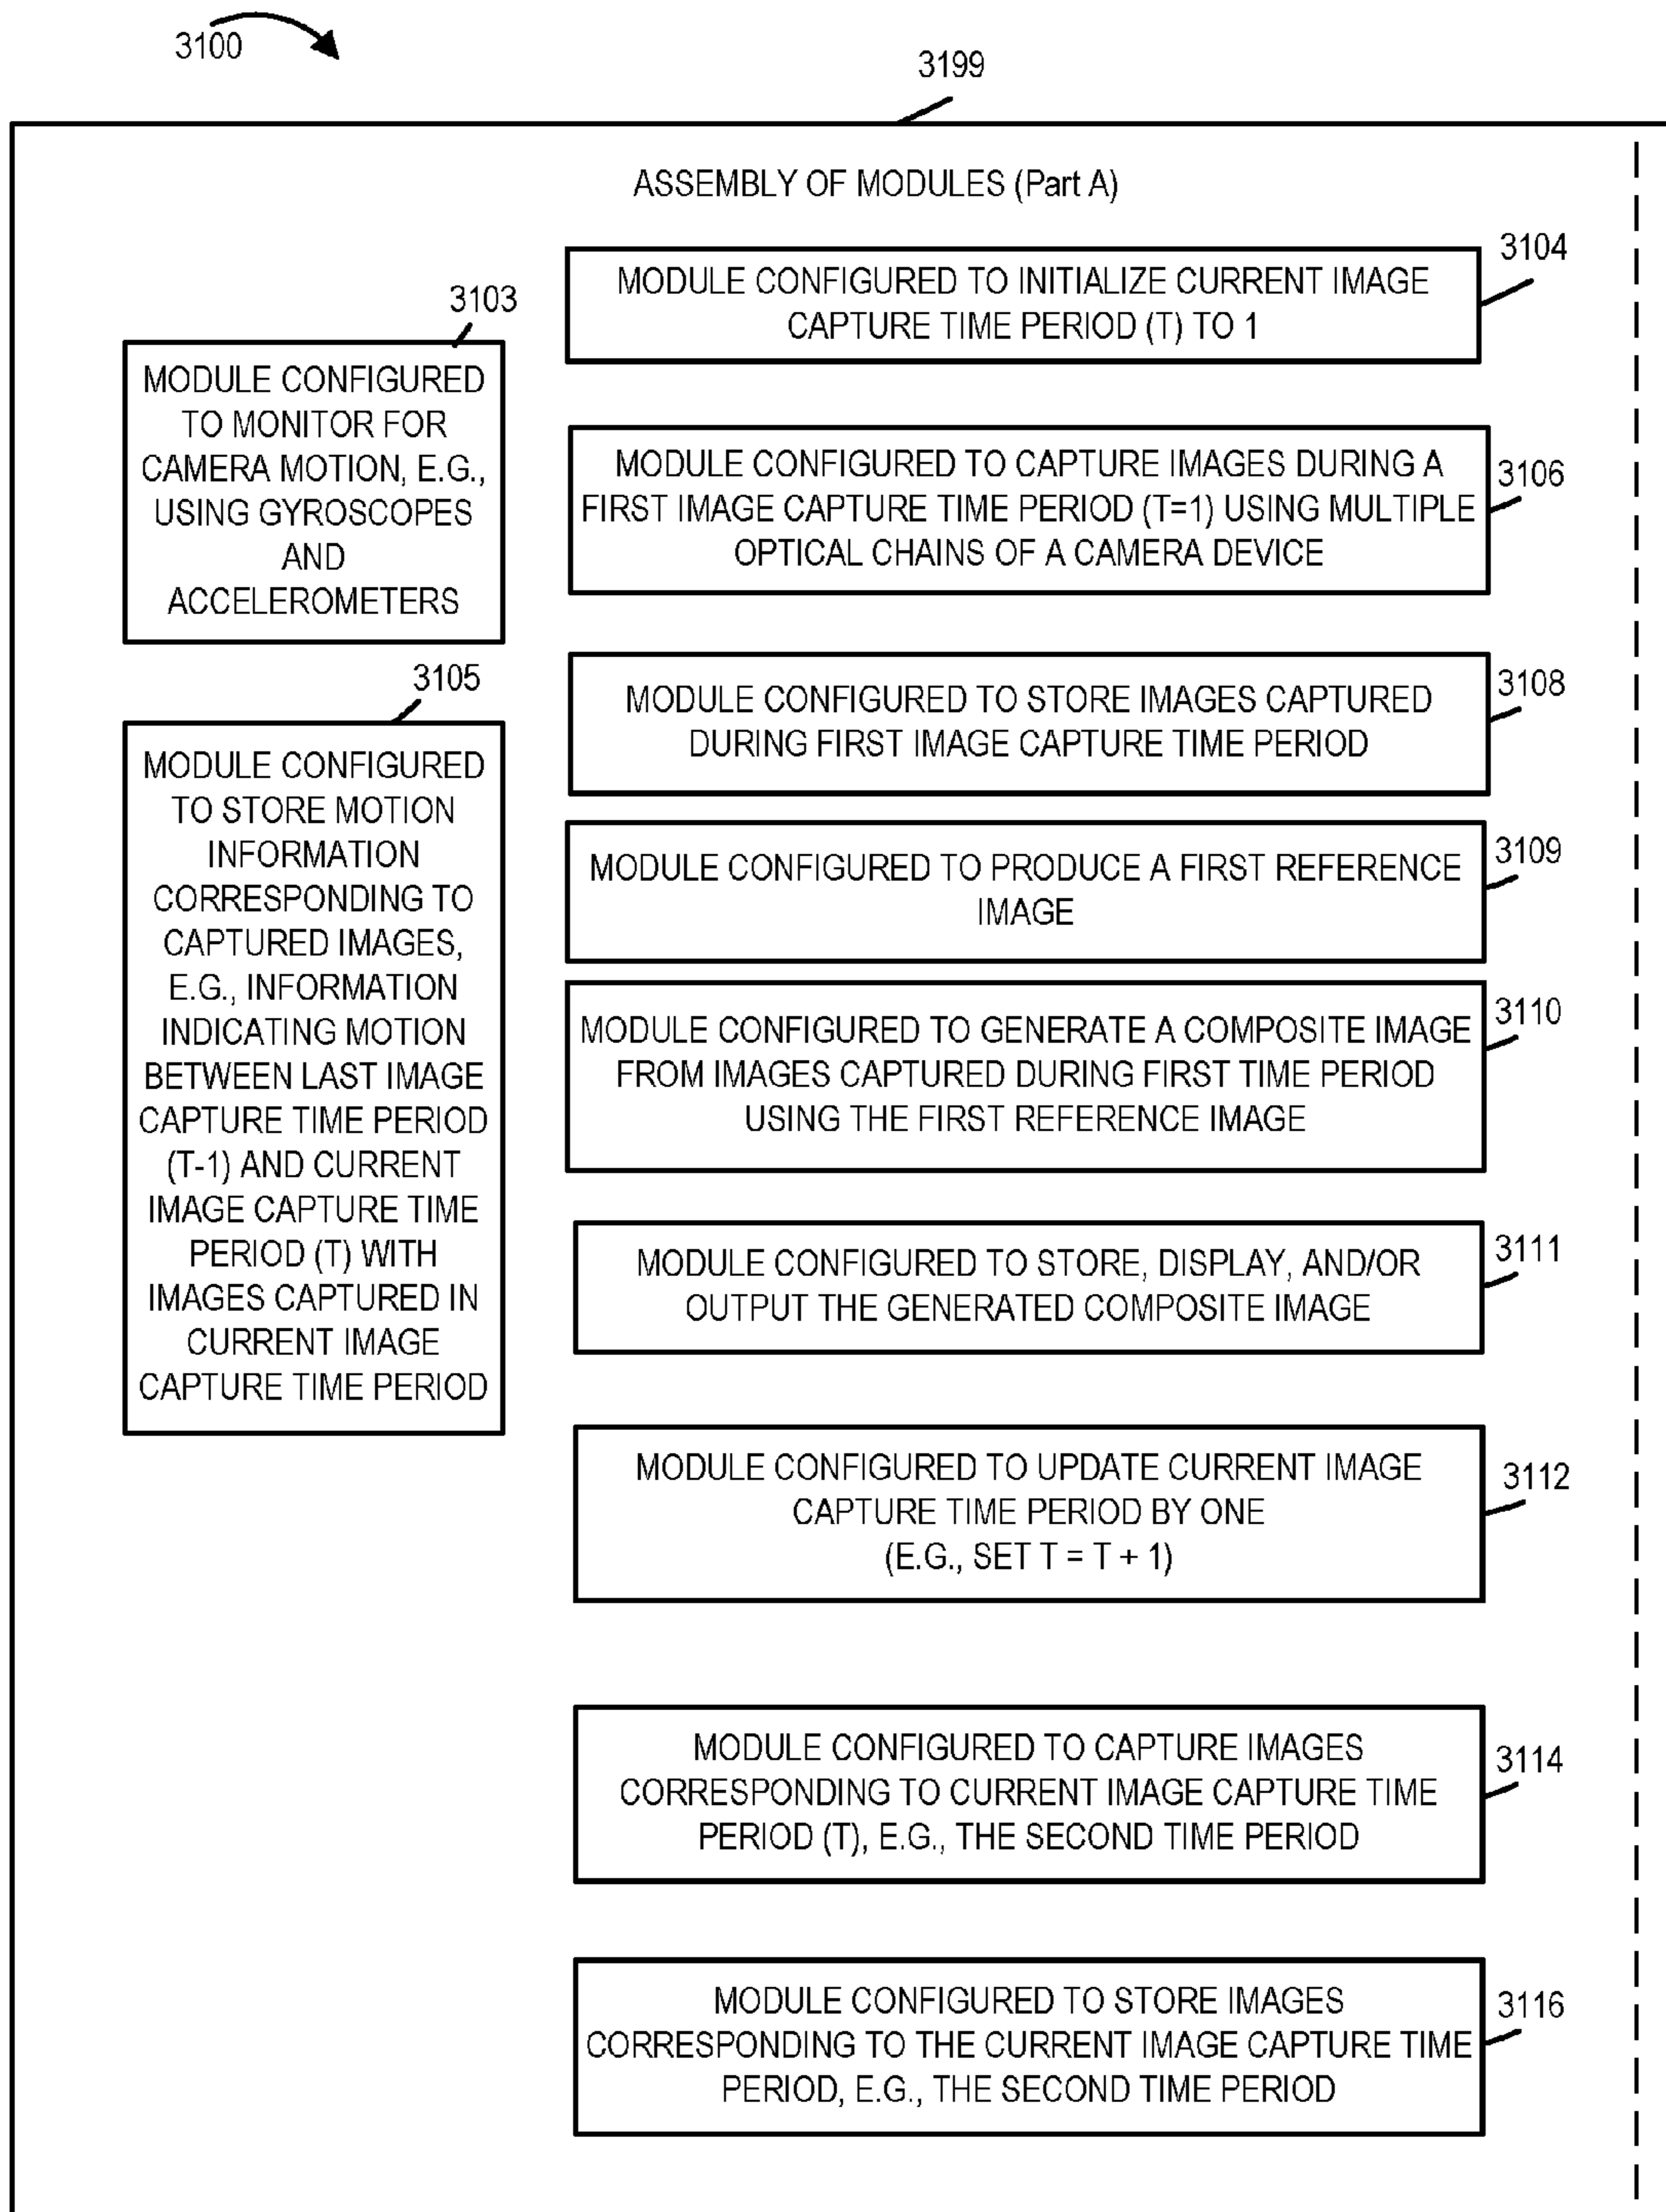 3100
3199
ASSEMBLY OF MODULES (Part A)
3103
MODULE CONFIGURED
TO MONITOR FOR
CAMERA MOTION, E.G.,
USING GYROSCOPES
AND
ACCELEROMETERS
3105
MODULE CONFIGURED
TO STORE MOTION
INFORMATION
CORRESPONDING TO
CAPTURED IMAGES,
E.G., INFORMATION
INDICATING MOTION
BETWEEN LAST IMAGE
CAPTURE TIME PERIOD
(T-1) AND CURRENT
IMAGE CAPTURE TIME
PERIOD (T) WITH
IMAGES CAPTURED IN
CURRENT IMAGE
CAPTURE TIME PERIOD
3104
MODULE CONFIGURED TO INITIALIZE CURRENT IMAGE
CAPTURE TIME PERIOD (T) TO 1
3106
MODULE CONFIGURED TO CAPTURE IMAGES DURING A
FIRST IMAGE CAPTURE TIME PERIOD (T=1) USING MULTIPLE
OPTICAL CHAINS OF A CAMERA DEVICE
3108
MODULE CONFIGURED TO STORE IMAGES CAPTURED
DURING FIRST IMAGE CAPTURE TIME PERIOD
3109
MODULE CONFIGURED TO PRODUCE A FIRST REFERENCE
IMAGE
3110
MODULE CONFIGURED TO GENERATE A COMPOSITE IMAGE
FROM IMAGES CAPTURED DURING FIRST TIME PERIOD
USING THE FIRST REFERENCE IMAGE
3111
MODULE CONFIGURED TO STORE, DISPLAY, AND/OR
OUTPUT THE GENERATED COMPOSITE IMAGE
3112
MODULE CONFIGURED TO UPDATE CURRENT IMAGE
CAPTURE TIME PERIOD BY ONE
(E.G., SET T = T + 1)
3114
MODULE CONFIGURED TO CAPTURE IMAGES
CORRESPONDING TO CURRENT IMAGE CAPTURE TIME
PERIOD (T), E.G., THE SECOND TIME PERIOD
3116
MODULE CONFIGURED TO STORE IMAGES
CORRESPONDING TO THE CURRENT IMAGE CAPTURE TIME
PERIOD, E.G., THE SECOND TIME PERIOD